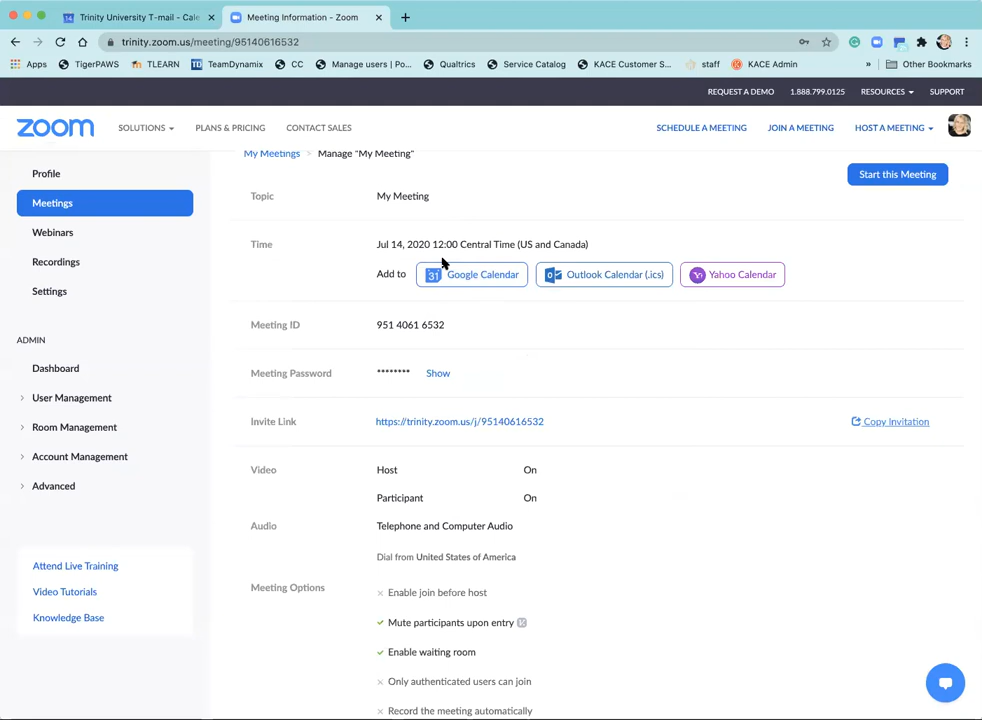 Trinity University T-mail - Cale
Meeting Information - Zoom
trinity.zoom.us/meeting/95140616532
Apps TigerPAWS TLEARN TD TeamDynamix CC Manage users | Po... Qualtrics Service Catalog KACE Customer S... staff KACE Admin » Other Bookmarks
REQUEST A DEMO 1.888.799.0125 RESOURCES SUPPORT
zoom SOLUTIONS PLANS & PRICING CONTACT SALES SCHEDULE A MEETING JOIN A MEETING HOST A MEETING
My Meetings > Manage "My Meeting"
Start this Meeting
Profile
Meetings
Webinars
Recordings
Settings
ADMIN
Dashboard
User Management
Room Management
Account Management
Advanced
Attend Live Training
Video Tutorials
Knowledge Base
Topic My Meeting
Time Jul 14, 2020 12:00 Central Time (US and Canada)
Add to 31 Google Calendar Outlook Calendar (.ics) Yahoo Calendar
Meeting ID 951 4061 6532
Meeting Password ******** Show
Invite Link https://trinity.zoom.us/j/95140616532 Copy Invitation
Video Host On
Participant On
Audio Telephone and Computer Audio
Dial from United States of America
Meeting Options Enable join before host
Mute participants upon entry
Enable waiting room
Only authenticated users can join
Record the meeting automatically